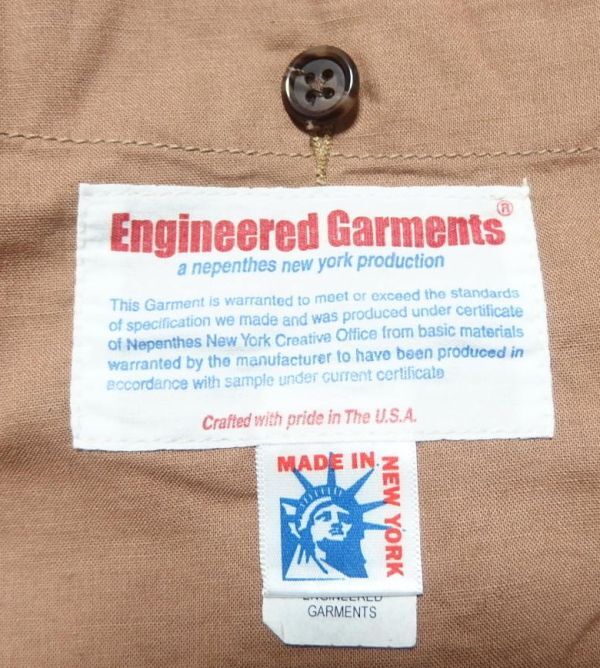 Engineered Garments®
a nepenthes new york production
This Garment is warranted to meet or exceed the standards
of specification we made and was produced under certificate
of Nepenthes New York Creative Office from basic materials
warranted by the manufacturer to have been produced in
accordance with sample under current certificate
Crafted with pride in The U.S.A.
MADE IN
NEW YORK
ENGINEERED
GARMENTS